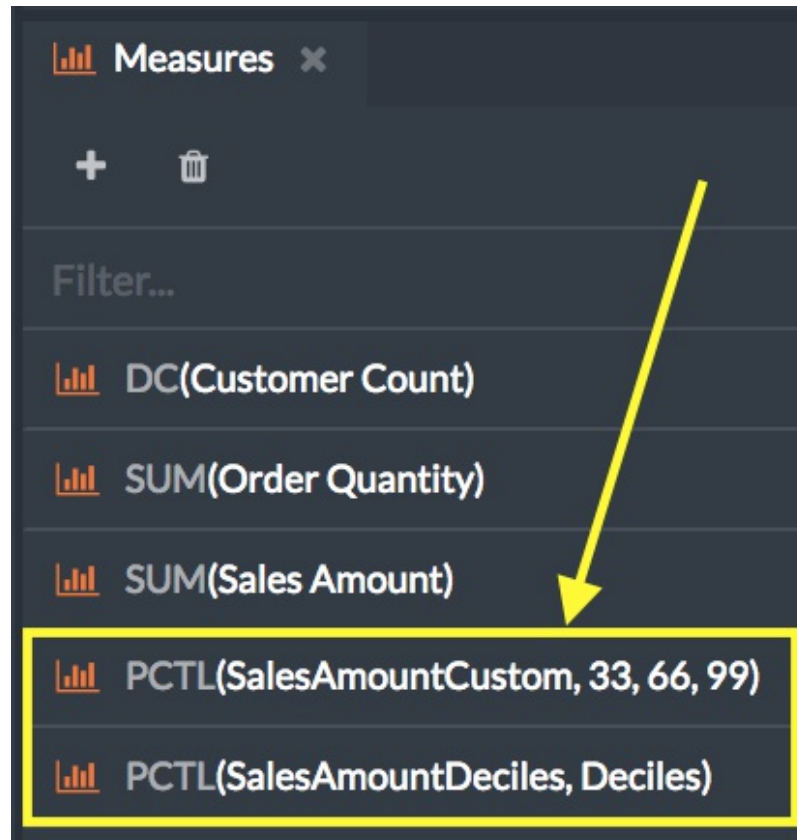 Measures
Filter...
DC(Customer Count)
SUM(Order Quantity)
SUM(Sales Amount)
PCTL(SalesAmountCustom, 33, 66, 99)
PCTL(SalesAmountDeciles, Deciles)